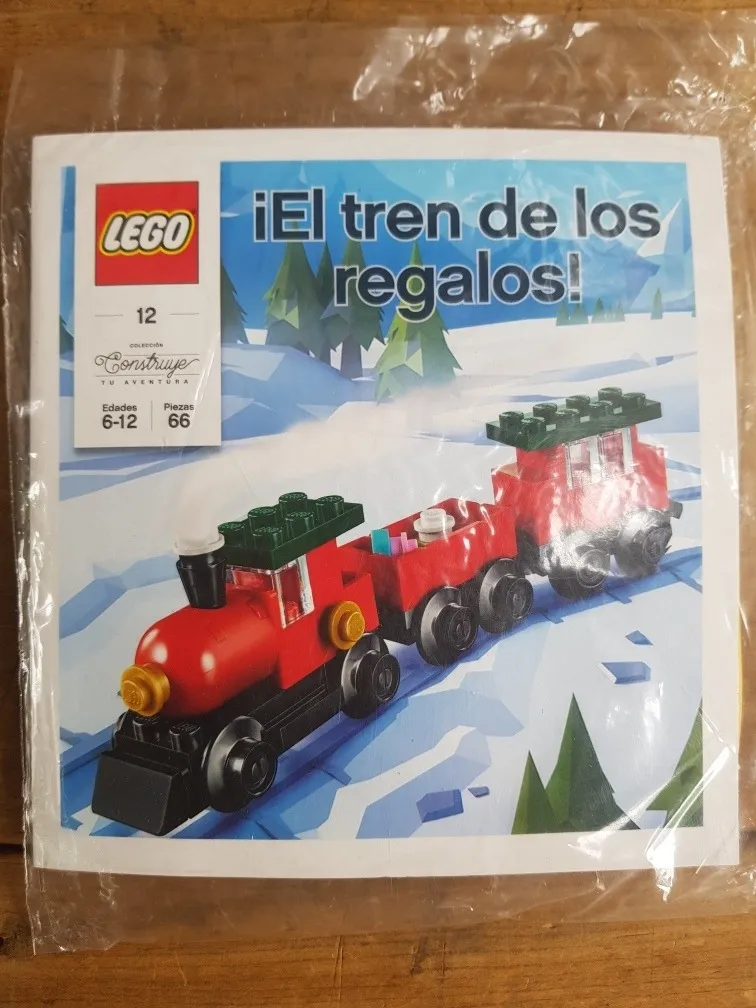 LEGO
12
COLECCIÓN
Construye
TU AVENTURA
Edades
6-12
Piezas
66
¡El tren de los
regalos!